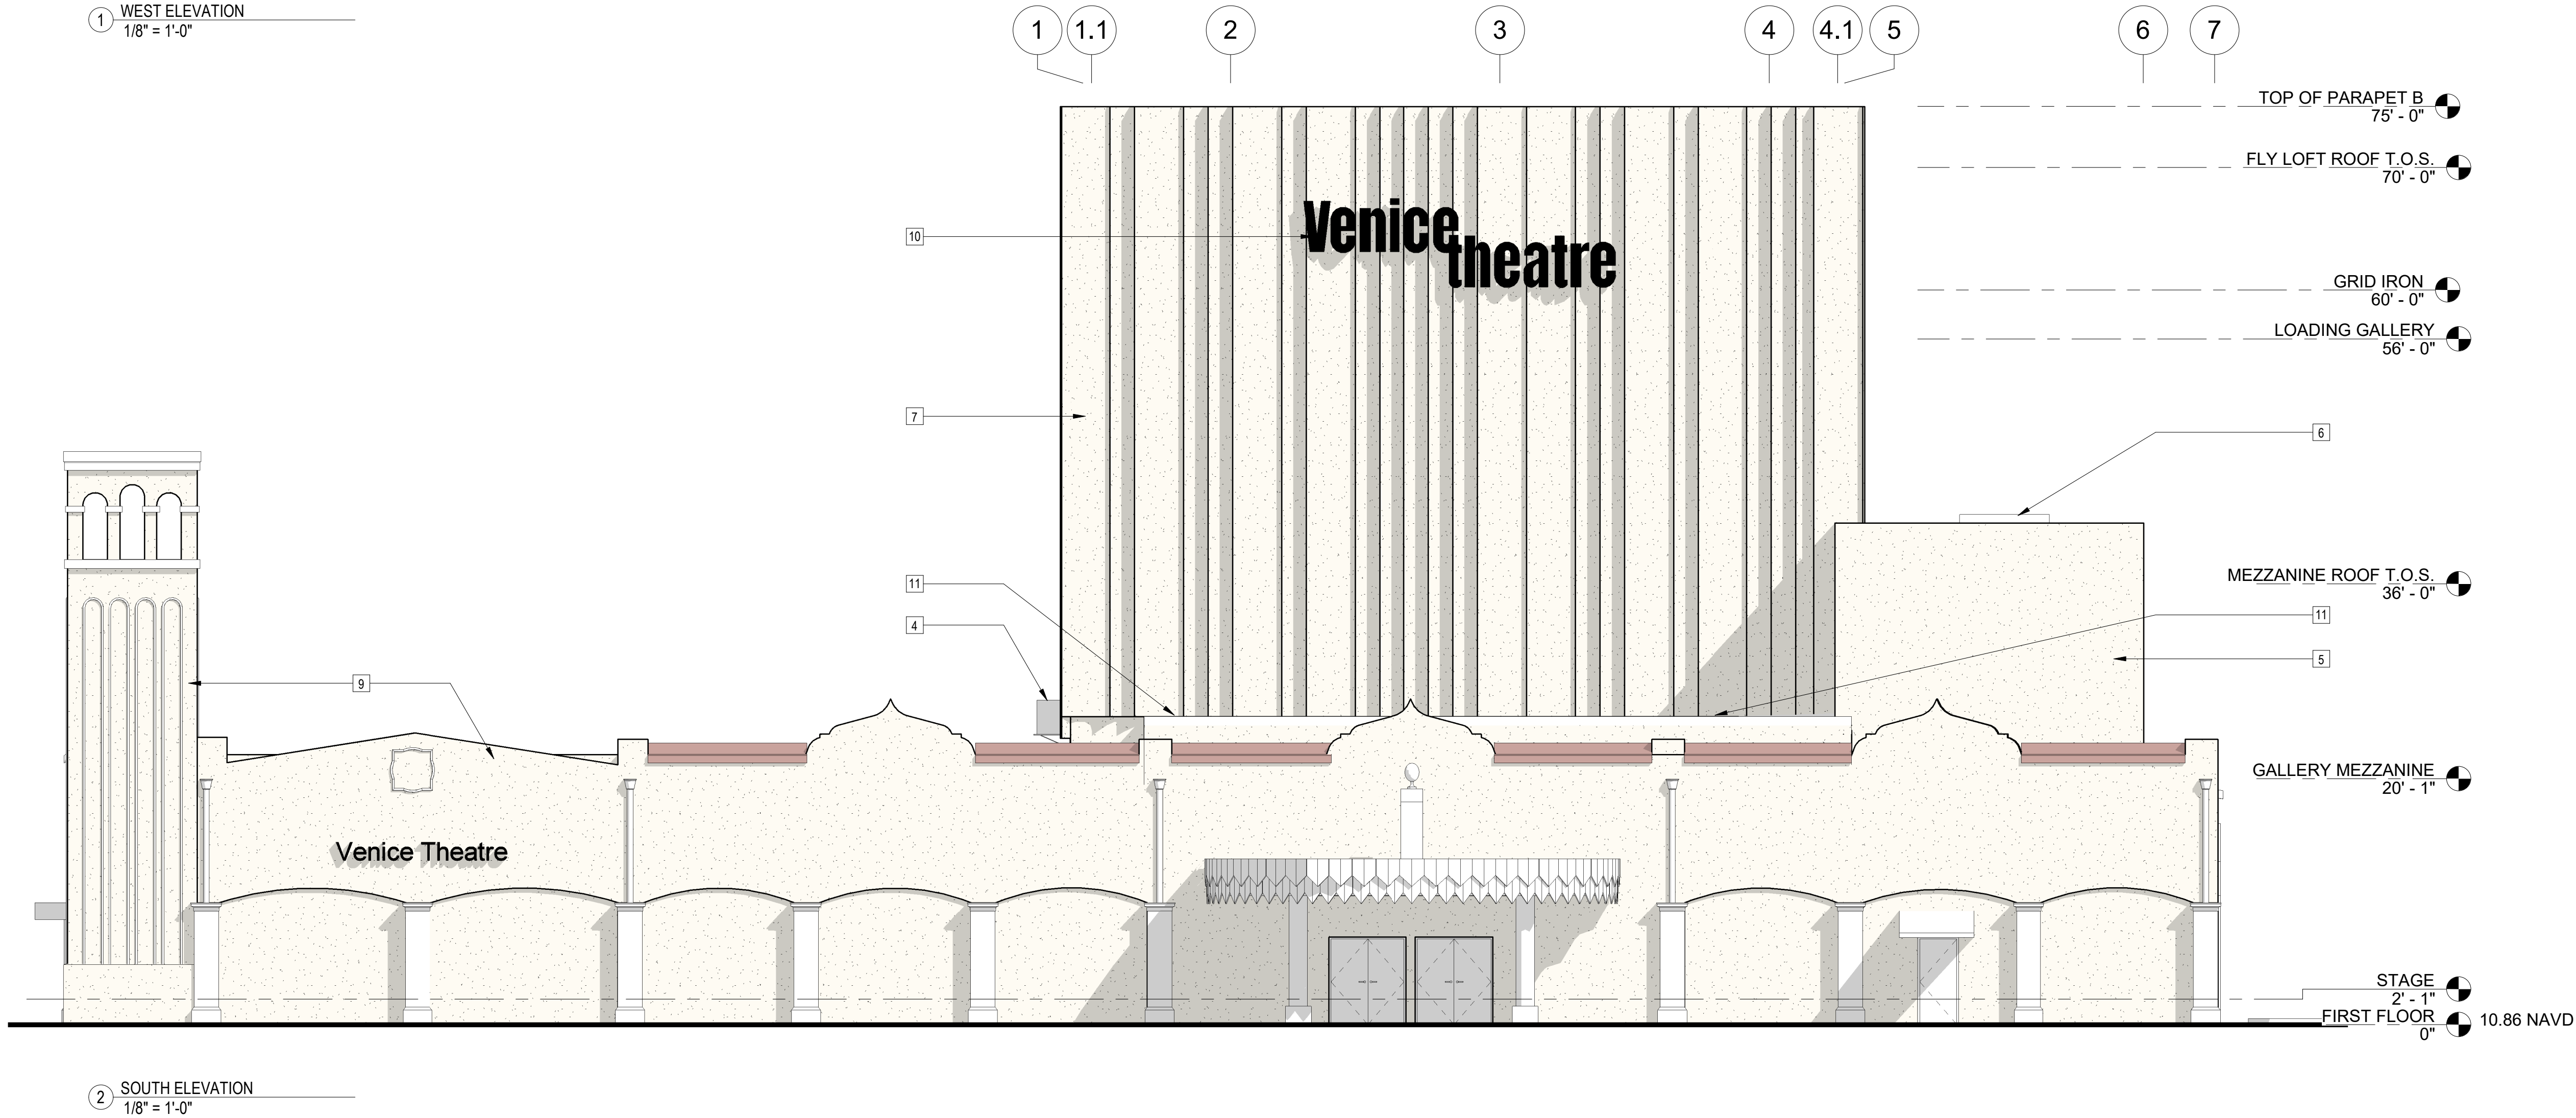 1 WEST ELEVATION
1/8" = 1'-0"
1 1.1 2 3 4 4.1 5 6 7
TOP OF PARAPET B
75' - 0"
FLY LOFT ROOF T.O.S.
70' - 0"
10
Venice
theatre
GRID IRON
60' - 0"
LOADING GALLERY
56' - 0"
7
6
11
MEZZANINE ROOF T.O.S.
36' - 0"
11
4
5
9
GALLERY MEZZANINE
20' - 1"
Venice Theatre
STAGE
2' - 1"
FIRST FLOOR
0"
10.86 NAVD
2 SOUTH ELEVATION
1/8" = 1'-0"